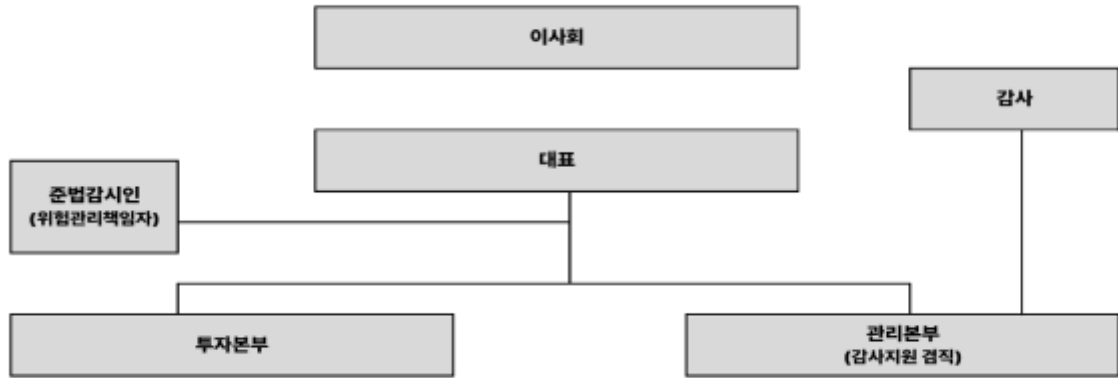 이사회
감사
대표
준법감시인
(위험관리책임자)
투자본부
관리본부
(감사지원 겸직)